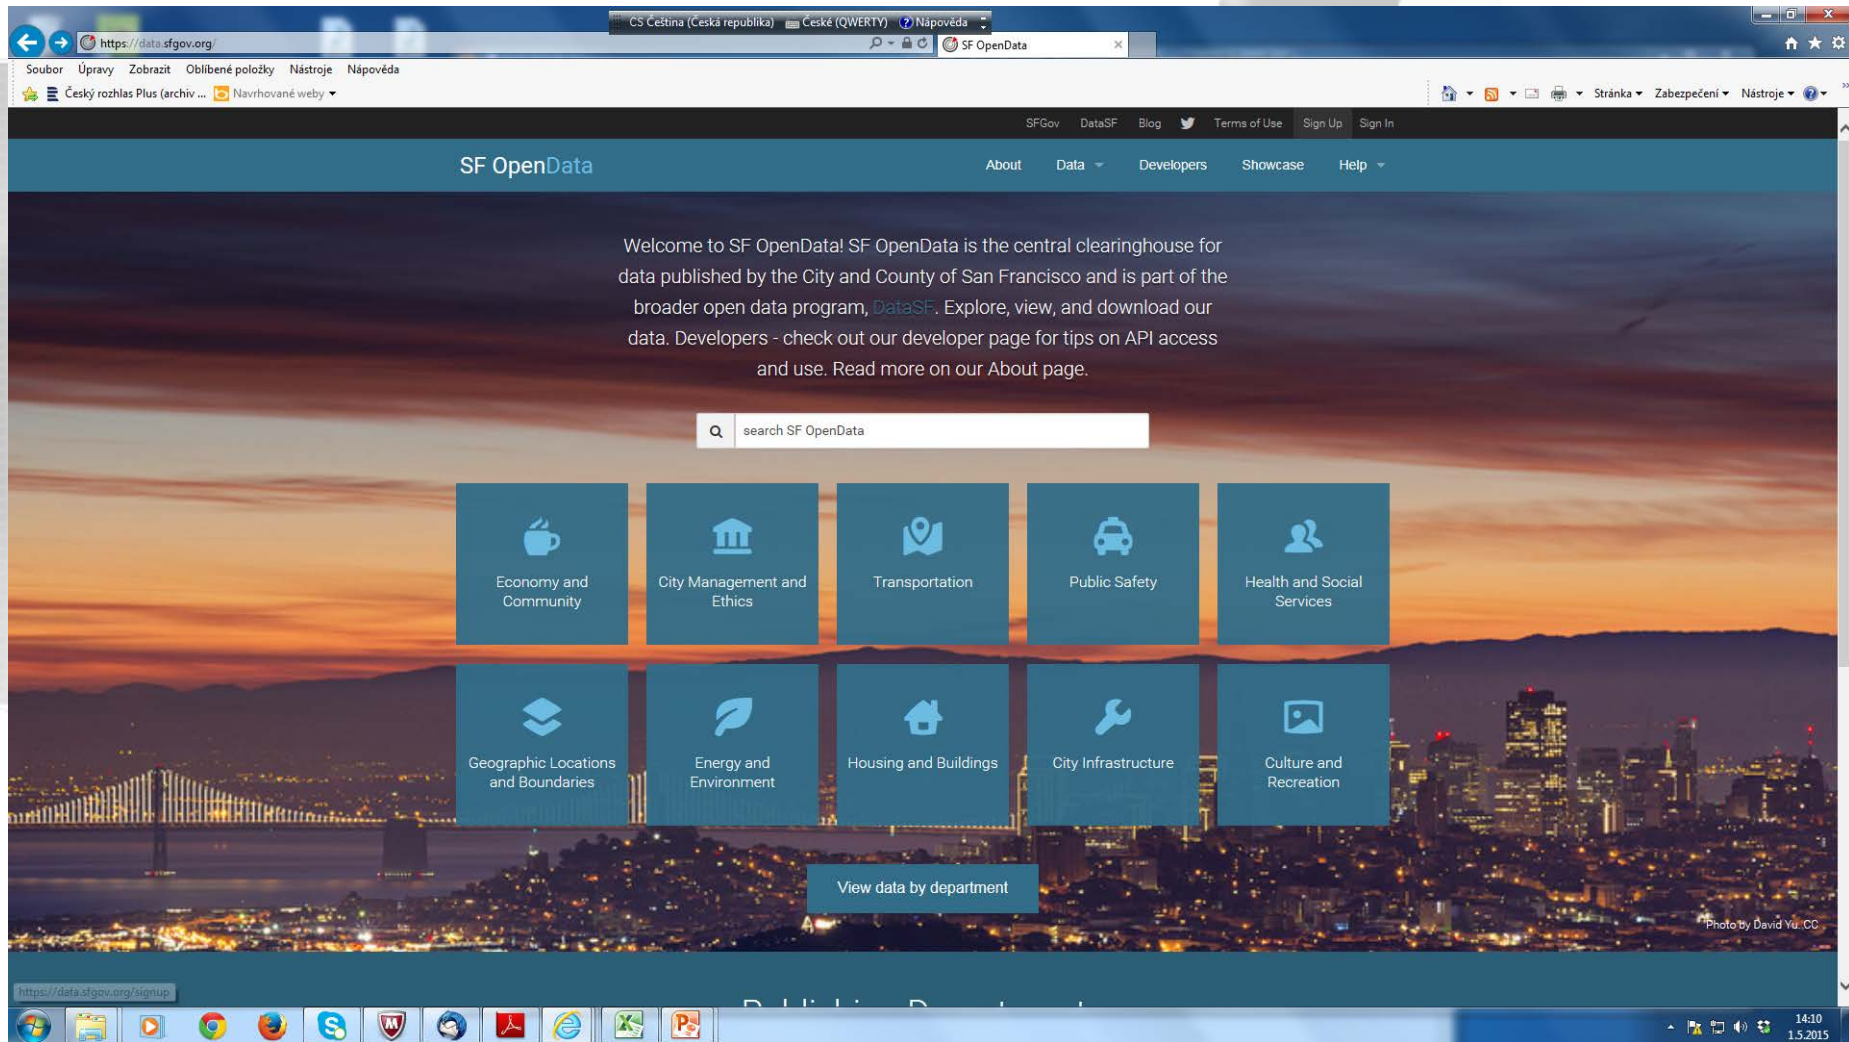 CS Čeština (Česká republika) České (QWERTY) Nápověda
https://data.sfgov.org/
SF OpenData
Soubor Úpravy Zobrazit Oblíbené položky Nástroje Nápověda
Český rozhlas Plus (archiv ... Navrhované weby
Stránka Zabezpečení Nástroje
SFGov DataSF Blog Terms of Use Sign Up Sign In
SF OpenData
About Data Developers Showcase Help
Welcome to SF OpenData! SF OpenData is the central clearinghouse for
data published by the City and County of San Francisco and is part of the
broader open data program, DataSF. Explore, view, and download our
data. Developers - check out our developer page for tips on API access
and use. Read more on our About page.
search SF OpenData
Economy and
Community
City Management and
Ethics
Transportation
Public Safety
Health and Social
Services
Geographic Locations
and Boundaries
Energy and
Environment
Housing and Buildings
City Infrastructure
Culture and
Recreation
View data by department
Photo by David Yu. CC
https://data.sfgov.org/signup
14:10
1.5.2015